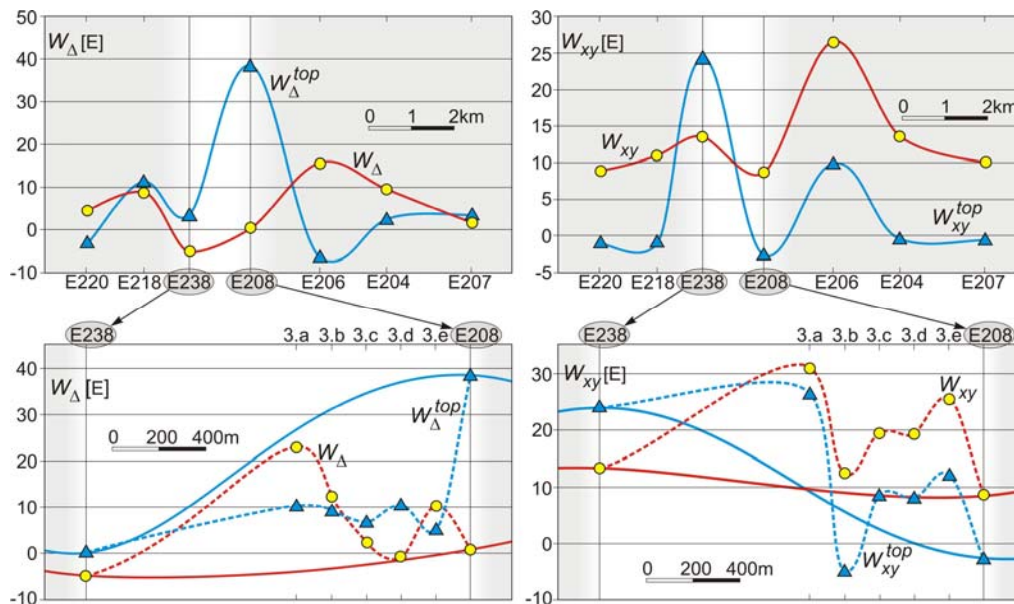 50
40
30
20
10
0
-10
W_Δ [E]
W_Δ^top
W_Δ
0 1 2km
E220 E218 E238 E208 E206 E204 E207
30
25
20
15
10
5
0
-5
W_xy [E]
W_xy
W_xy^top
0 1 2km
E220 E218 E238 E208 E206 E204 E207
E238 3.a 3.b 3.c 3.d 3.e E208
40
30
20
10
0
-10
W_Δ [E]
W_Δ^top
W_Δ
0 200 400m
E238 3.a 3.b 3.c 3.d 3.e E208
30
20
10
0
-10
W_xy [E]
W_xy
W_xy^top
0 200 400m